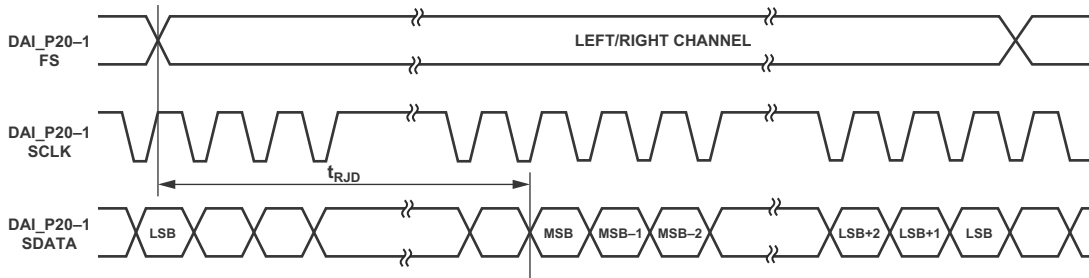 DAI_P20–1
FS
LEFT/RIGHT CHANNEL
DAI_P20–1
SCLK
tRJD
DAI_P20–1
SDATA
LSB
MSB
MSB–1
MSB–2
LSB+2
LSB+1
LSB